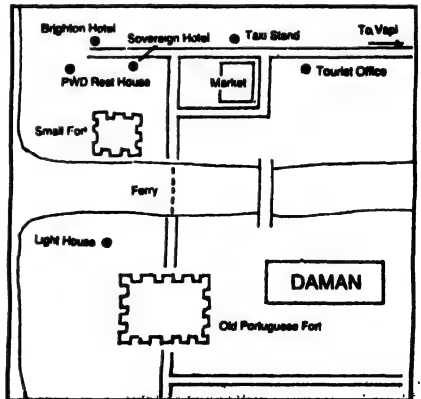 Brighton Hotel
Sovereign Hotel
Taxi Stand
To Vapi
PWD Rest House
Market
Tourist Office
Small Fort
Ferry
Light House
DAMAN
Old Portuguese Fort